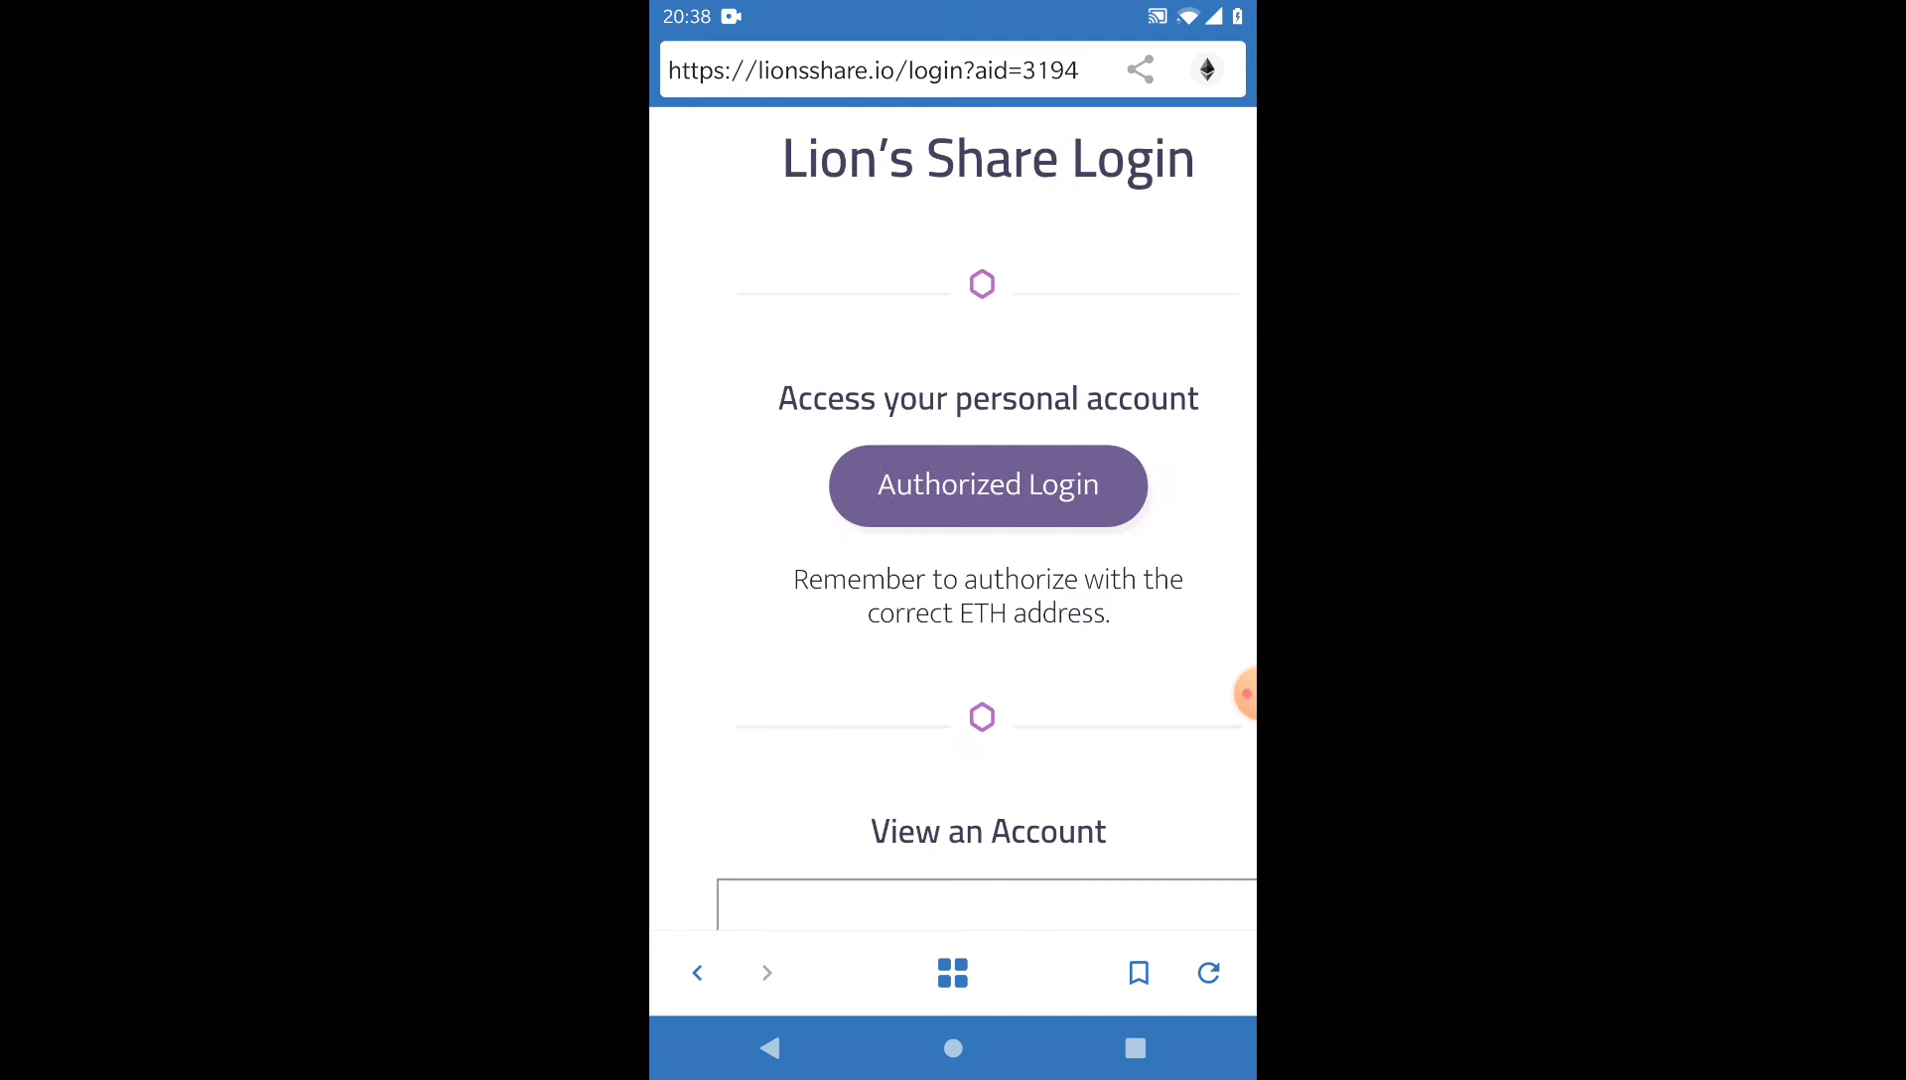 20:38
https://lionsshare.io/login?aid=3194
Lion’s Share Login
Access your personal account
Authorized Login
Remember to authorize with the
correct ETH address.
View an Account